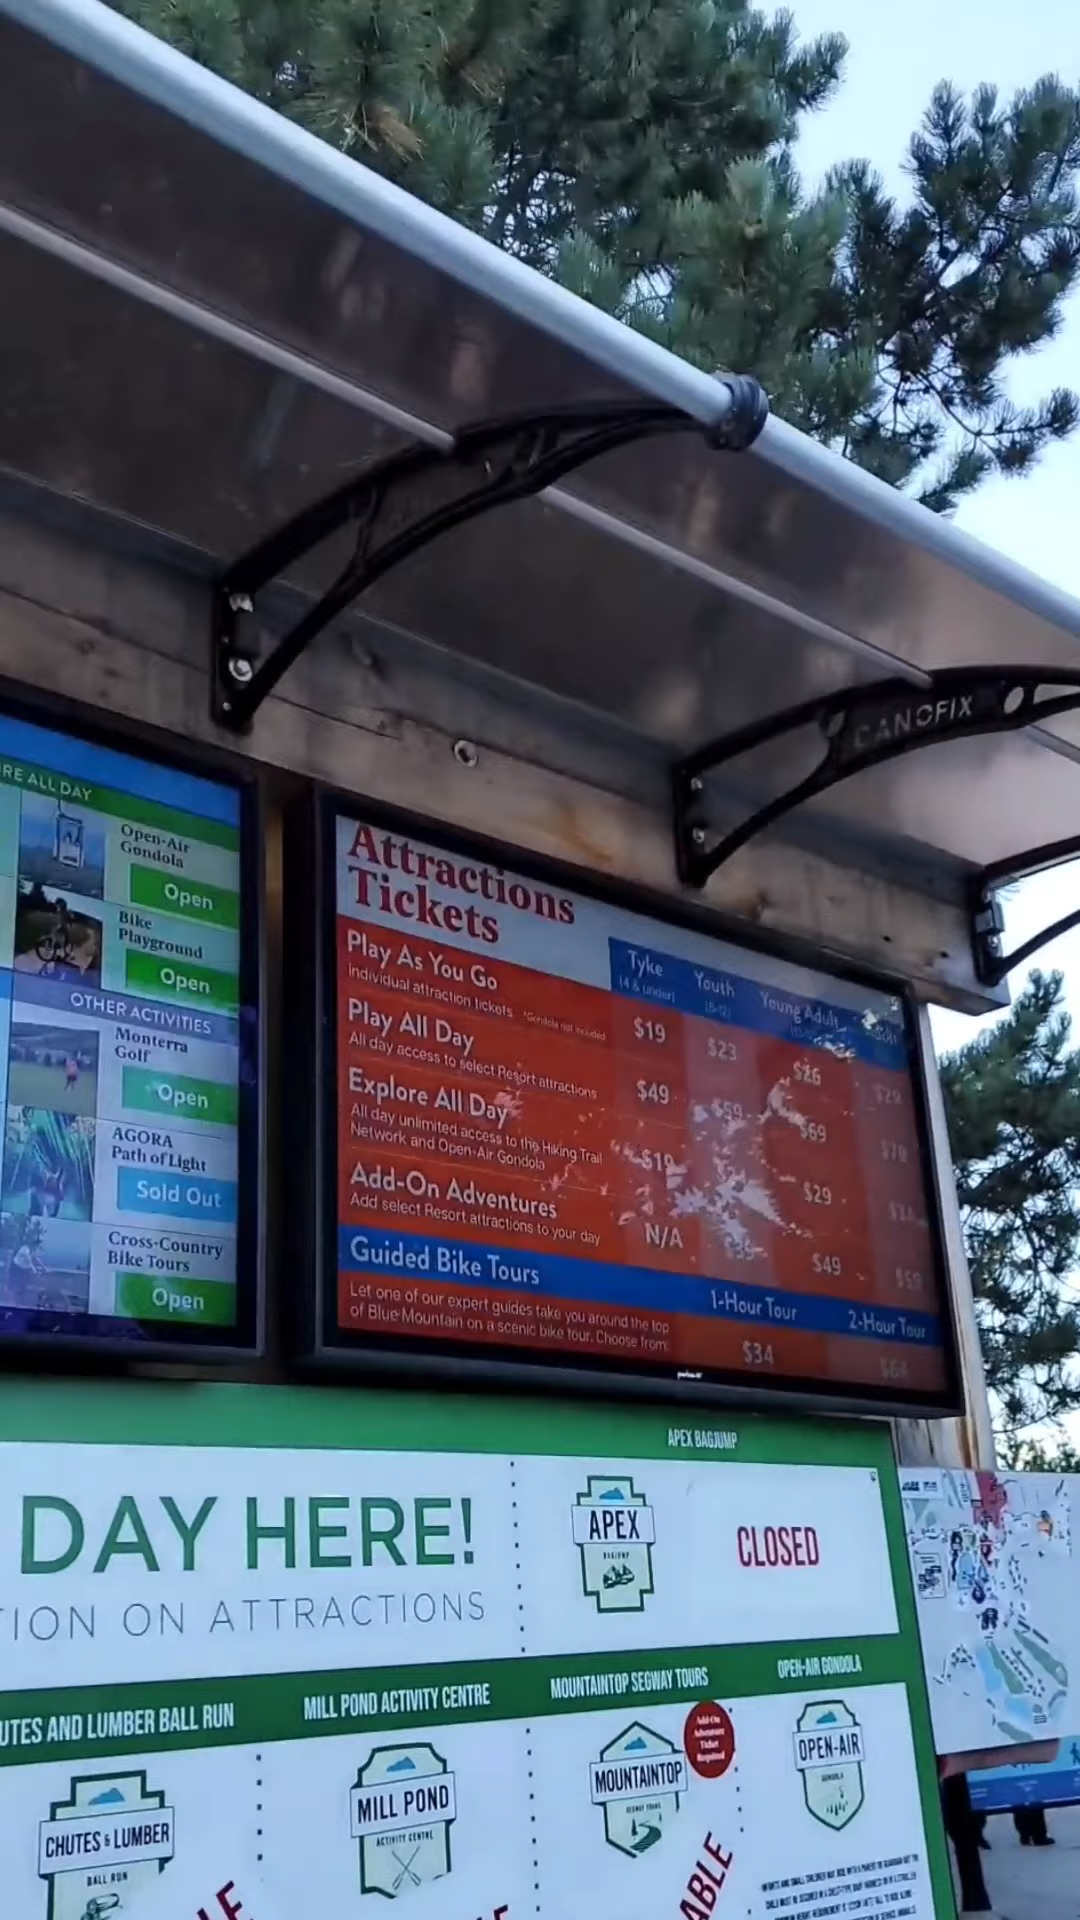 CANOFIX
RE ALL DAY
Open-Air
Gondola
Open
Bike
Playground
Open
OTHER ACTIVITIES
Monterra
Golf
Open
AGORA
Path of Light
Sold Out
Cross-Country
Bike Tours
Open
Attractions
Tickets
Tyke
(4 & under)
Youth
(5-12)
Young Adult
Play As You Go
Individual attraction tickets *Gondola not included
$19 $23 $26 $29
Play All Day
All day access to select Resort attractions
$49 $59 $69 $79
Explore All Day
All day unlimited access to the Hiking Trail
Network and Open-Air Gondola
$19 $29
Add-On Adventures
Add select Resort attractions to your day
N/A $39 $49 $59
Guided Bike Tours
1-Hour Tour 2-Hour Tour
Let one of our expert guides take you around the top
of Blue Mountain on a scenic bike tour. Choose from:
$34 $64
APEX BAGJUMP
DAY HERE!
TION ON ATTRACTIONS
APEX
BAGJUMP
CLOSED
UTES AND LUMBER BALL RUN
MILL POND ACTIVITY CENTRE
MOUNTAINTOP SEGWAY TOURS
OPEN-AIR GONDOLA
CHUTES & LUMBER
BALL RUN
MILL POND
ACTIVITY CENTRE
MOUNTAINTOP
SEGWAY TOURS
Add-On
Adventure
Ticket
Required
OPEN-AIR
GONDOLA
LE
ABLE